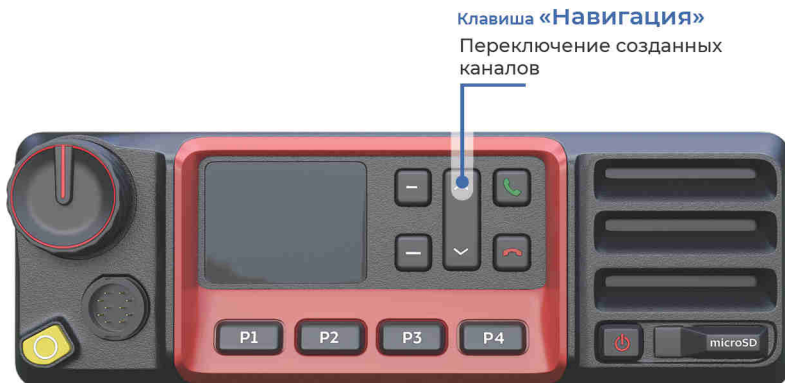 Клавиша «Навигация»
Переключение созданных
каналов
P1 P2 P3 P4
microSD